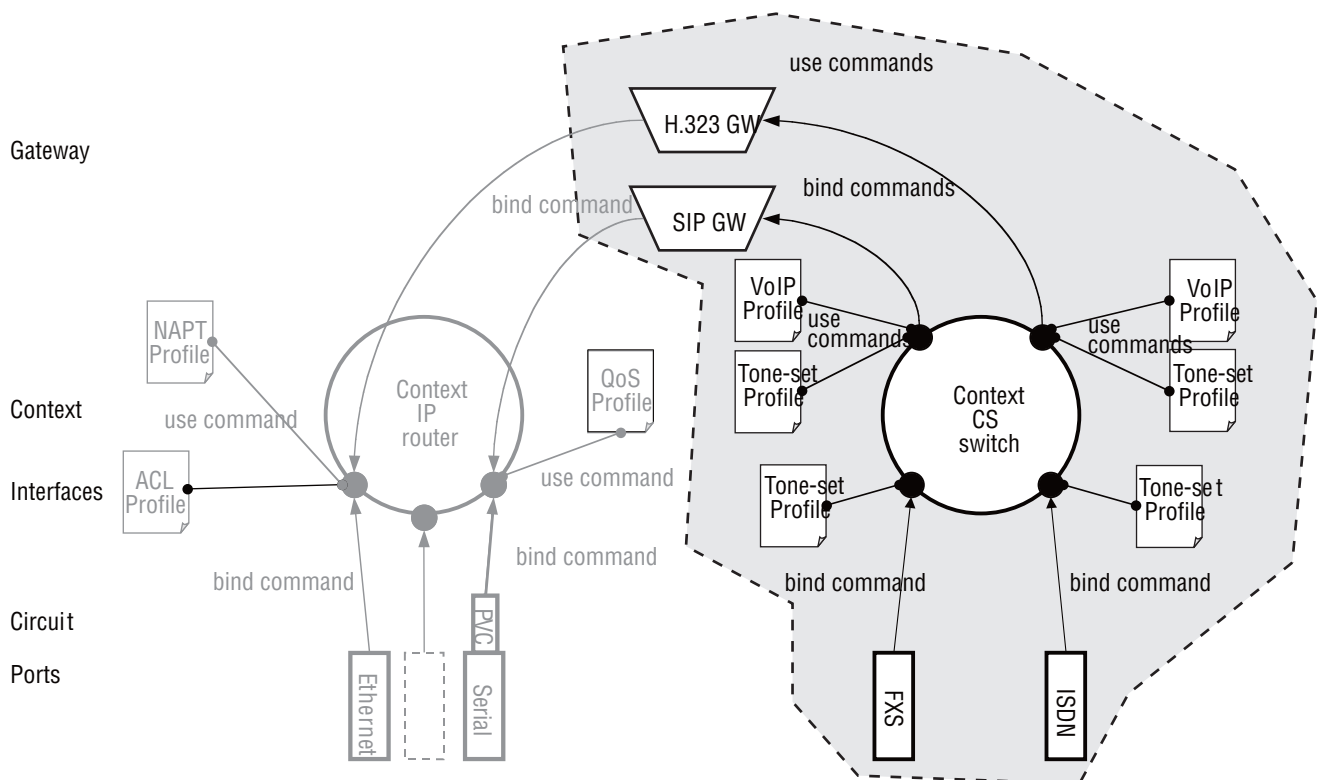 use commands
H.323 GW
Gateway
bind commands
bind command
SIP GW
VoIP
Profile
VoIP
Profile
NAPT
Profile
use
commands
use
commands
QoS
Profile
Tone-set
Profile
Tone-set
Profile
Context
IP
router
Context
CS
switch
Context
use command
Interfaces
ACL
Profile
use command
Tone-set
Profile
Tone-set
Profile
bind command
bind command
bind command
bind command
Circuit
PVC
Ports
Ethernet
Serial
FXS
ISDN